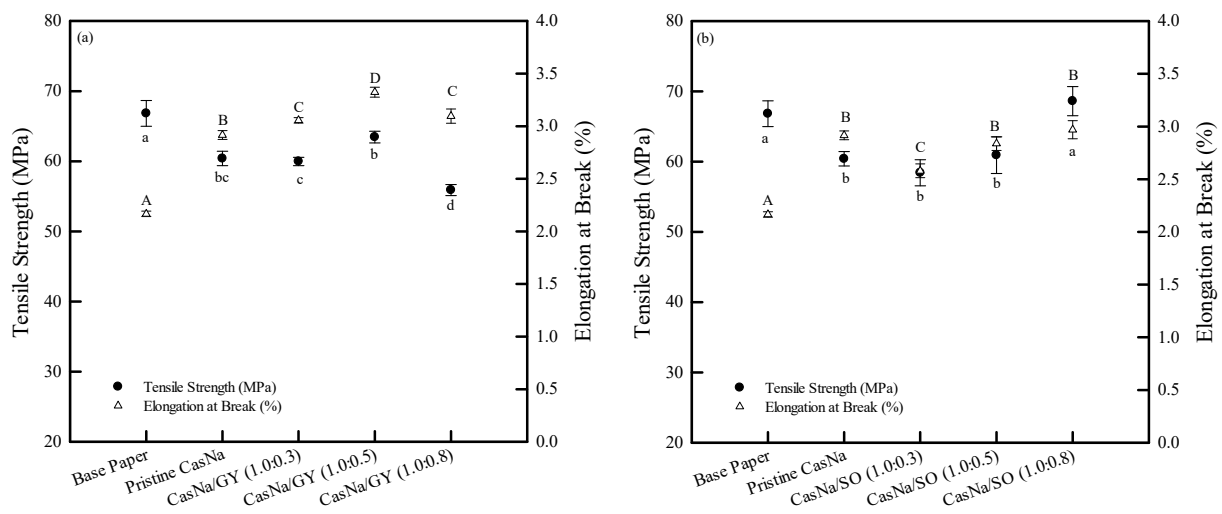 (a)
80
70
60
50
40
30
20
Tensile Strength (MPa)
4.0
3.5
3.0
2.5
2.0
1.5
1.0
0.5
0.0
Elongation at Break (%)
a
A
B
bc
C
c
D
b
C
d
Tensile Strength (MPa)
Elongation at Break (%)
Base Paper
Pristine CasNa
CasNa/GY (1.0:0.3)
CasNa/GY (1.0:0.5)
CasNa/GY (1.0:0.8)
(b)
80
70
60
50
40
30
20
Tensile Strength (MPa)
4.0
3.5
3.0
2.5
2.0
1.5
1.0
0.5
0.0
Elongation at Break (%)
a
A
B
b
C
b
B
b
B
a
Tensile Strength (MPa)
Elongation at Break (%)
Base Paper
Pristine CasNa
CasNa/SO (1.0:0.3)
CasNa/SO (1.0:0.5)
CasNa/SO (1.0:0.8)